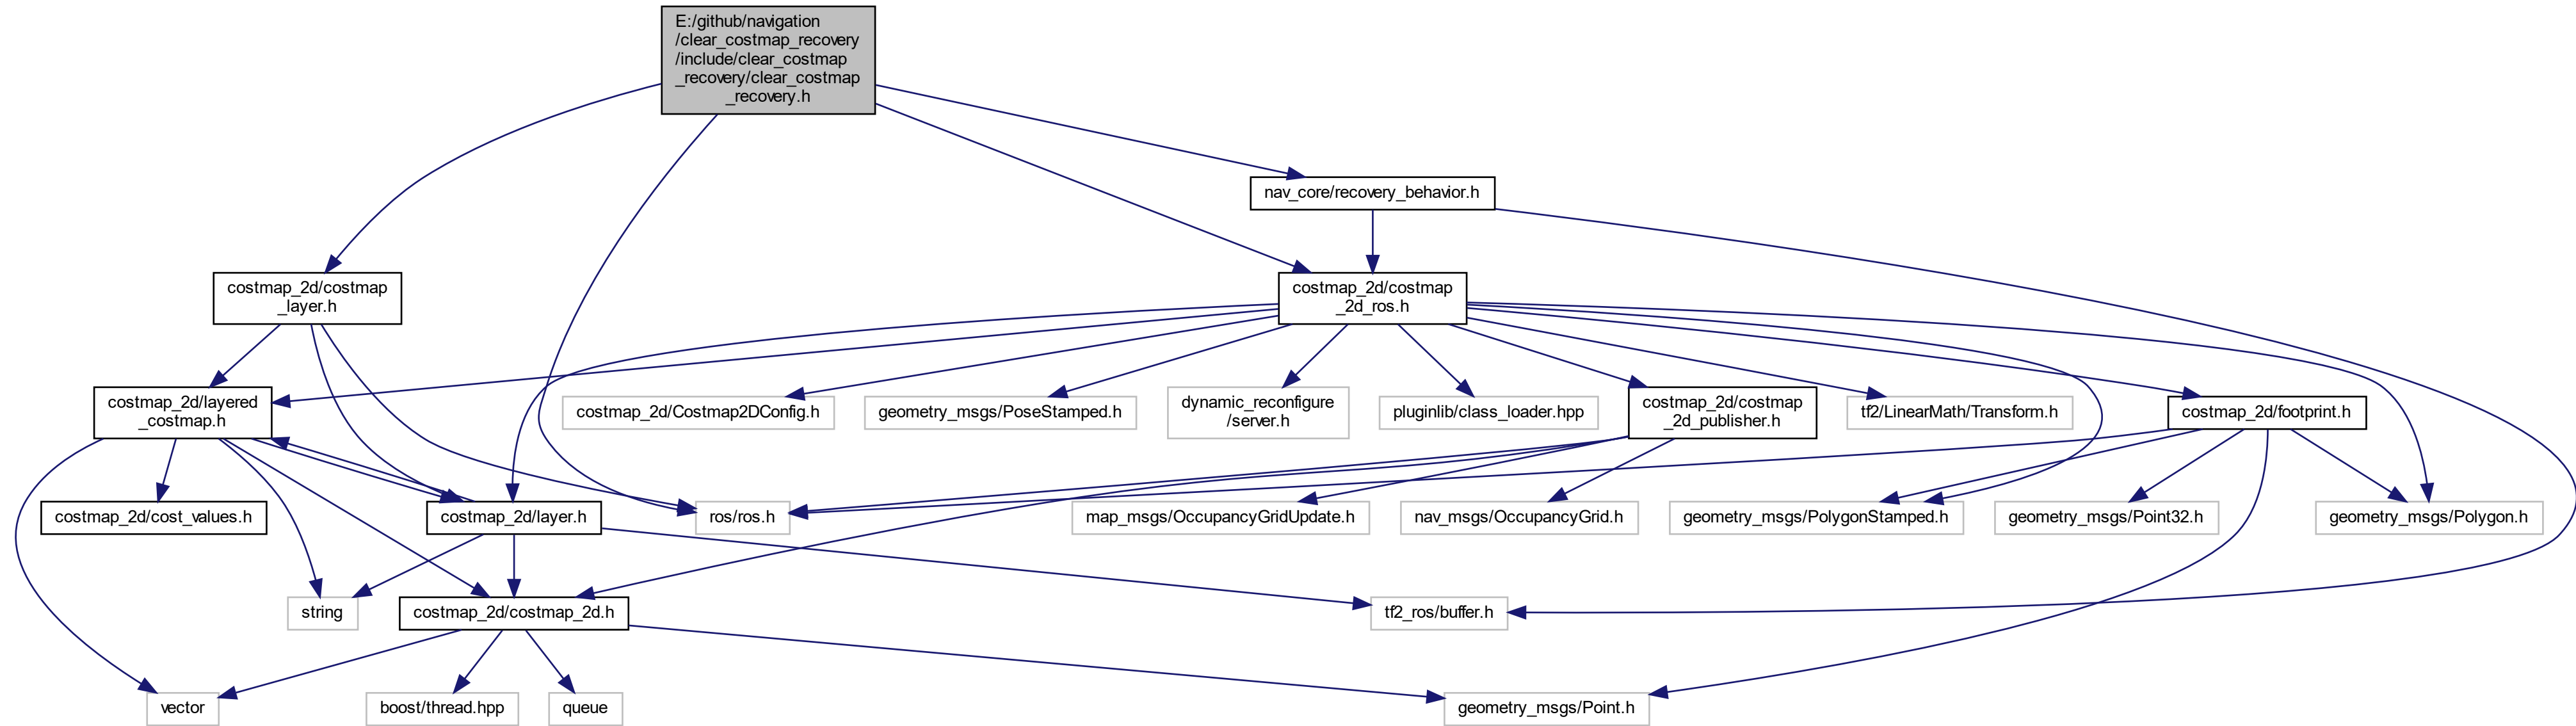 E:/github/navigation
/clear_costmap_recovery
/include/clear_costmap
_recovery/clear_costmap
_recovery.h
nav_core/recovery_behavior.h
costmap_2d/costmap
_layer.h
costmap_2d/costmap
_2d_ros.h
costmap_2d/layered
_costmap.h
costmap_2d/Costmap2DConfig.h
geometry_msgs/PoseStamped.h
dynamic_reconfigure
/server.h
pluginlib/class_loader.hpp
costmap_2d/costmap
_2d_publisher.h
tf2/LinearMath/Transform.h
costmap_2d/footprint.h
costmap_2d/cost_values.h
costmap_2d/layer.h
ros/ros.h
map_msgs/OccupancyGridUpdate.h
nav_msgs/OccupancyGrid.h
geometry_msgs/PolygonStamped.h
geometry_msgs/Point32.h
geometry_msgs/Polygon.h
string
costmap_2d/costmap_2d.h
tf2_ros/buffer.h
vector
boost/thread.hpp
queue
geometry_msgs/Point.h